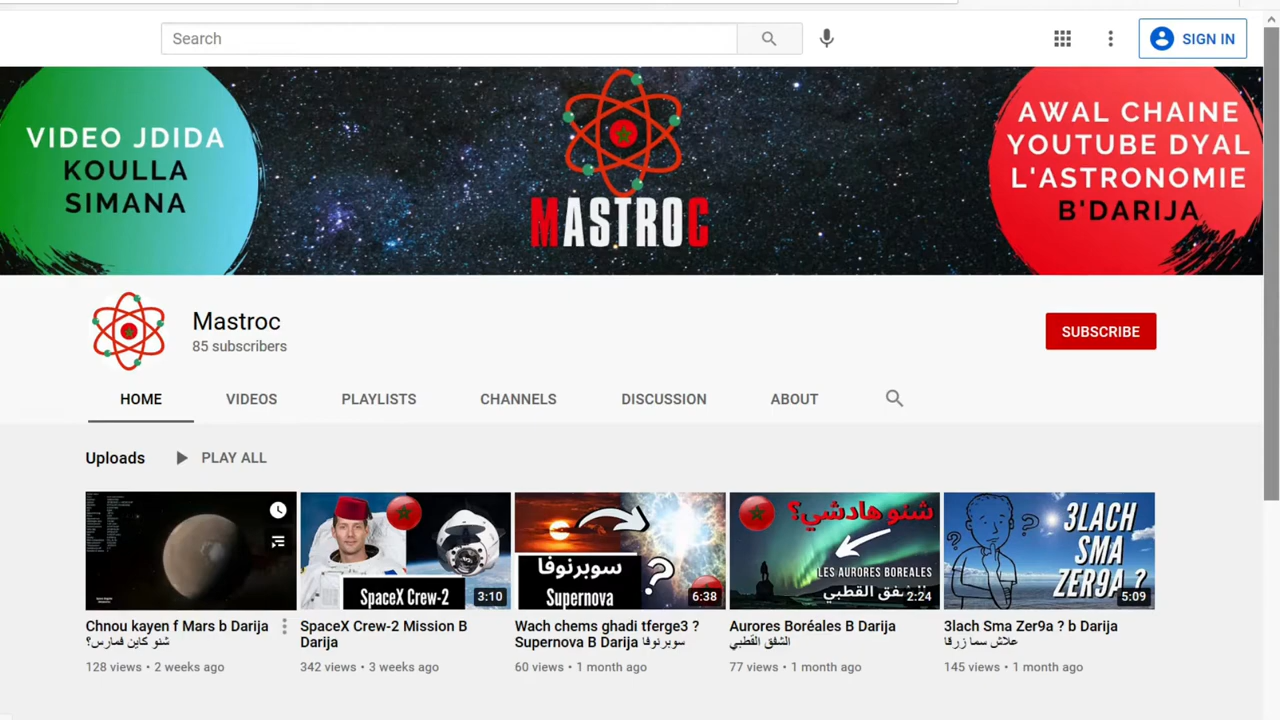 Search
SIGN IN
VIDEO JDIDA
KOULLA
SIMANA
MASTROC
AWAL CHAINE
YOUTUBE DYAL
L'ASTRONOMIE
B'DARIJA
Mastroc
85 subscribers
SUBSCRIBE
HOME VIDEOS PLAYLISTS CHANNELS DISCUSSION ABOUT
Uploads PLAY ALL
SpaceX Crew-2
3:10
سوبرنوفا
Supernova
?
6:38
شنو هادشي؟
LES AURORES BOREALES
الشفق القطبي
2:24
3LACH
SMA
ZER9A ?
5:09
Chnou kayen f Mars b Darija
شنو كاين فمارس؟
128 views • 2 weeks ago
SpaceX Crew-2 Mission B
Darija
342 views • 3 weeks ago
Wach chems ghadi tferge3 ?
Supernova B Darija سوبرنوفا
60 views • 1 month ago
Aurores Boréales B Darija
الشفق القطبي
77 views • 1 month ago
3lach Sma Zer9a ? b Darija
علاش سما زرقا
145 views • 1 month ago